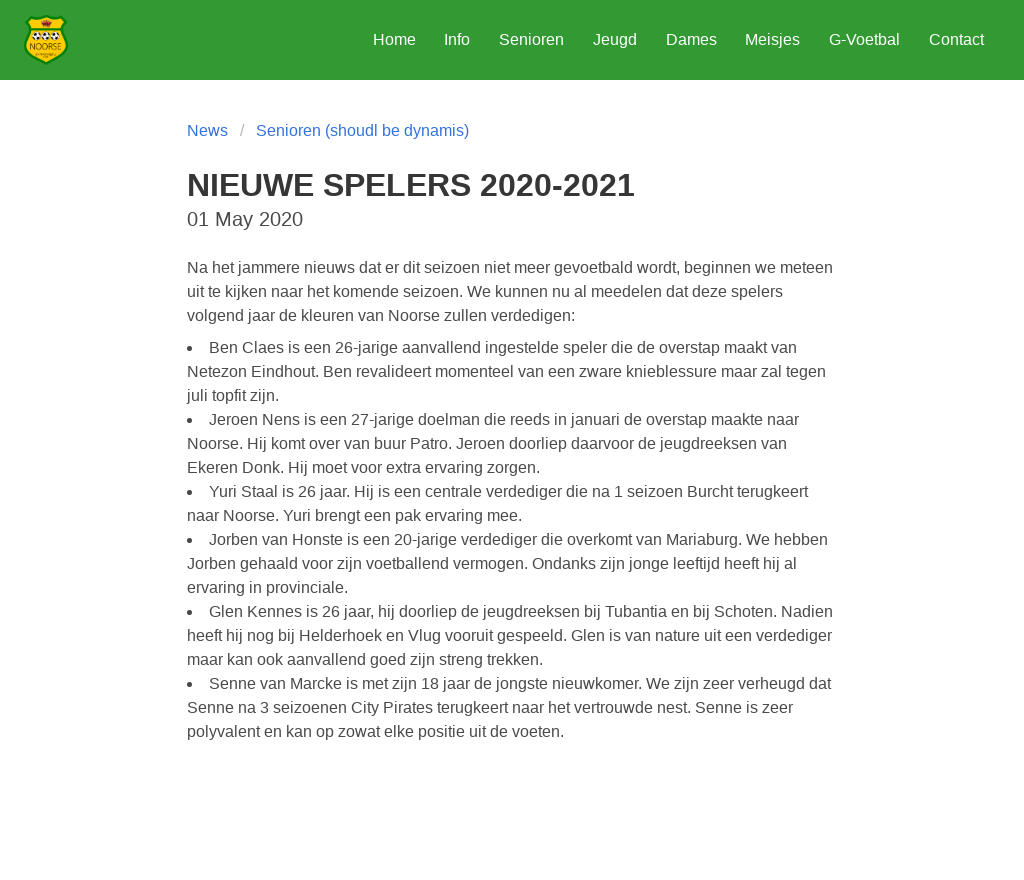 NOORSE
Home Info Senioren Jeugd Dames Meisjes G-Voetbal Contact
News / Senioren (shoudl be dynamis)
NIEUWE SPELERS 2020-2021
01 May 2020
Na het jammere nieuws dat er dit seizoen niet meer gevoetbald wordt, beginnen we meteen
uit te kijken naar het komende seizoen. We kunnen nu al meedelen dat deze spelers
volgend jaar de kleuren van Noorse zullen verdedigen:
• Ben Claes is een 26-jarige aanvallend ingestelde speler die de overstap maakt van
Netezon Eindhout. Ben revalideert momenteel van een zware knieblessure maar zal tegen
juli topfit zijn.
• Jeroen Nens is een 27-jarige doelman die reeds in januari de overstap maakte naar
Noorse. Hij komt over van buur Patro. Jeroen doorliep daarvoor de jeugdreeksen van
Ekeren Donk. Hij moet voor extra ervaring zorgen.
• Yuri Staal is 26 jaar. Hij is een centrale verdediger die na 1 seizoen Burcht terugkeert
naar Noorse. Yuri brengt een pak ervaring mee.
• Jorben van Honste is een 20-jarige verdediger die overkomt van Mariaburg. We hebben
Jorben gehaald voor zijn voetballend vermogen. Ondanks zijn jonge leeftijd heeft hij al
ervaring in provinciale.
• Glen Kennes is 26 jaar, hij doorliep de jeugdreeksen bij Tubantia en bij Schoten. Nadien
heeft hij nog bij Helderhoek en Vlug vooruit gespeeld. Glen is van nature uit een verdediger
maar kan ook aanvallend goed zijn streng trekken.
• Senne van Marcke is met zijn 18 jaar de jongste nieuwkomer. We zijn zeer verheugd dat
Senne na 3 seizoenen City Pirates terugkeert naar het vertrouwde nest. Senne is zeer
polyvalent en kan op zowat elke positie uit de voeten.